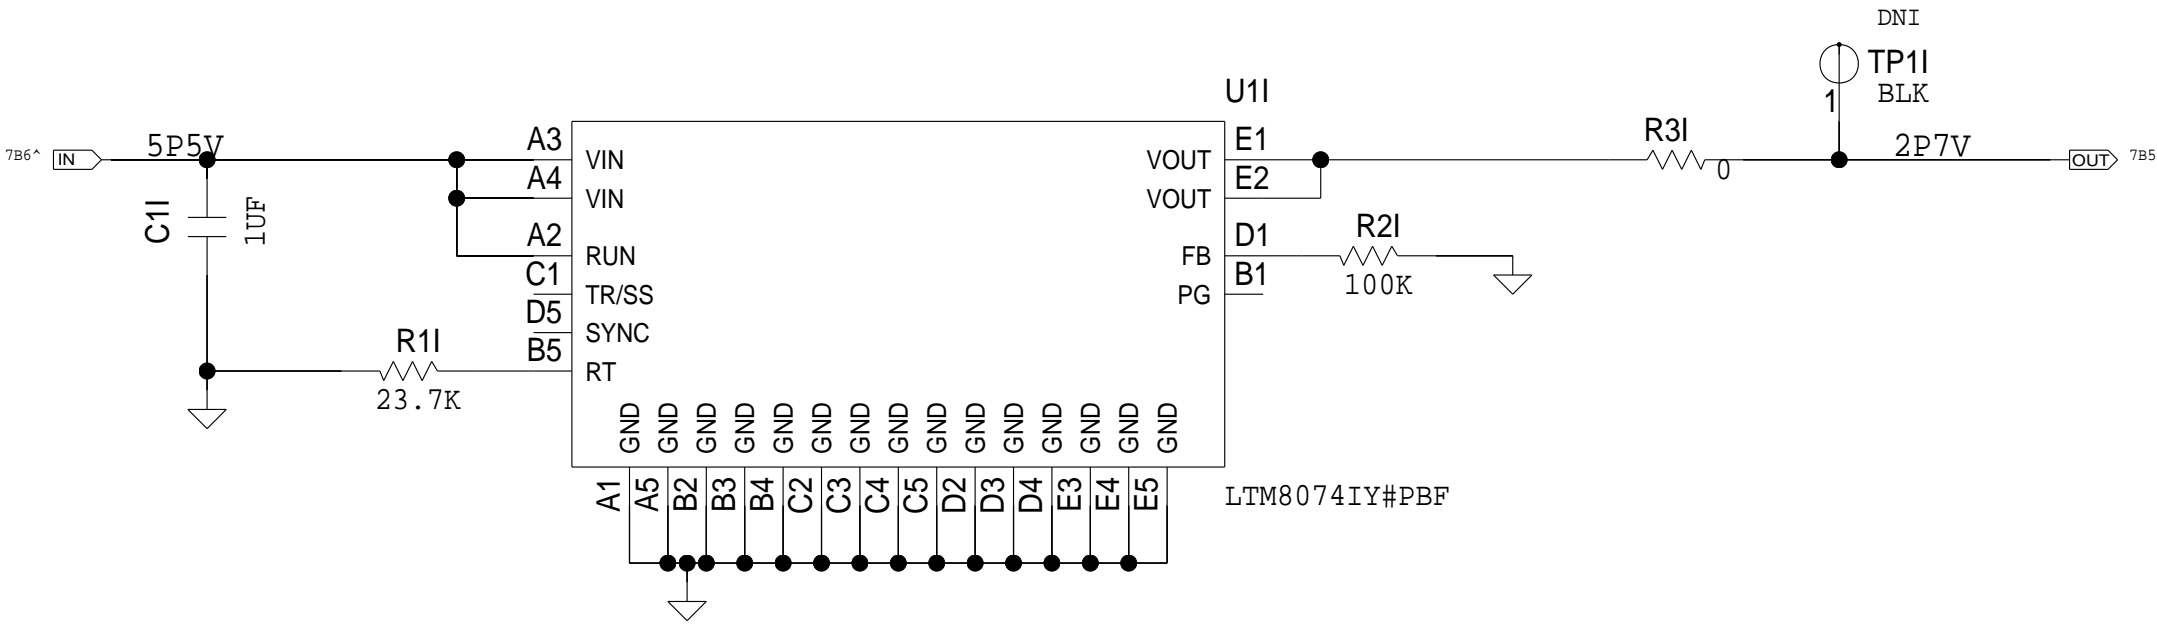 DNI
TP1I
BLK
1
U1I
7B6^ IN 5P5V
C1I
1UF
A3 VIN
A4 VIN
A2 RUN
C1 TR/SS
D5 SYNC
B5 RT
R1I
23.7K
VOUT E1
VOUT E2
FB D1
PG B1
R3I
0
2P7V OUT 7B5
R2I
100K
GND GND GND GND GND GND GND GND GND GND GND GND GND GND GND
A1 A5 B2 B3 B4 C2 C3 C4 C5 D2 D3 D4 E3 E4 E5
LTM8074IY#PBF